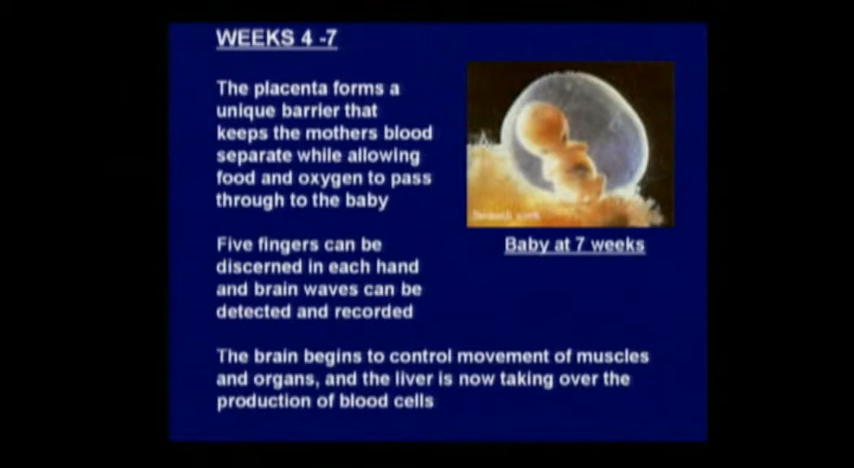 WEEKS 4 -7
The placenta forms a
unique barrier that
keeps the mothers blood
separate while allowing
food and oxygen to pass
through to the baby
Baby at 7 weeks
Five fingers can be
discerned in each hand
and brain waves can be
detected and recorded
The brain begins to control movement of muscles
and organs, and the liver is now taking over the
production of blood cells